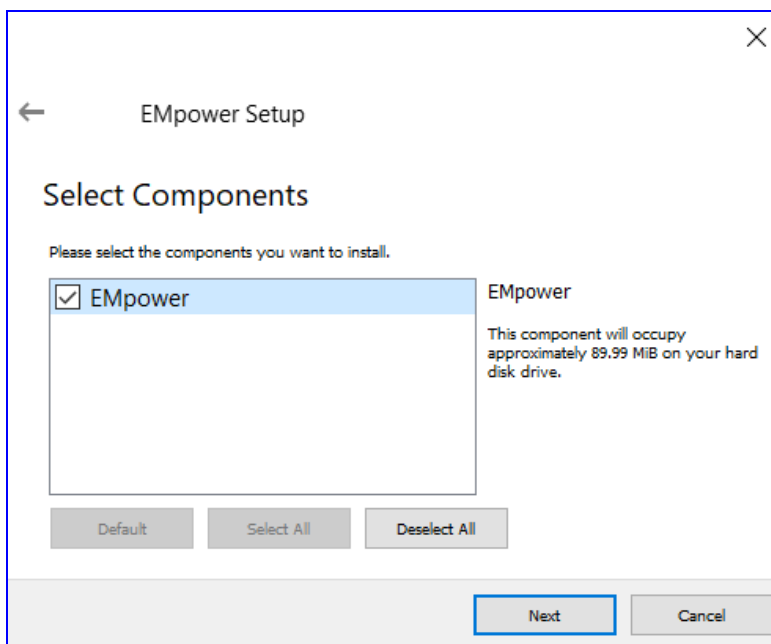 EMpower Setup
Select Components
Please select the components you want to install.
EMpower
EMpower
This component will occupy
approximately 89.99 MiB on your hard
disk drive.
Default
Select All
Deselect All
Next
Cancel